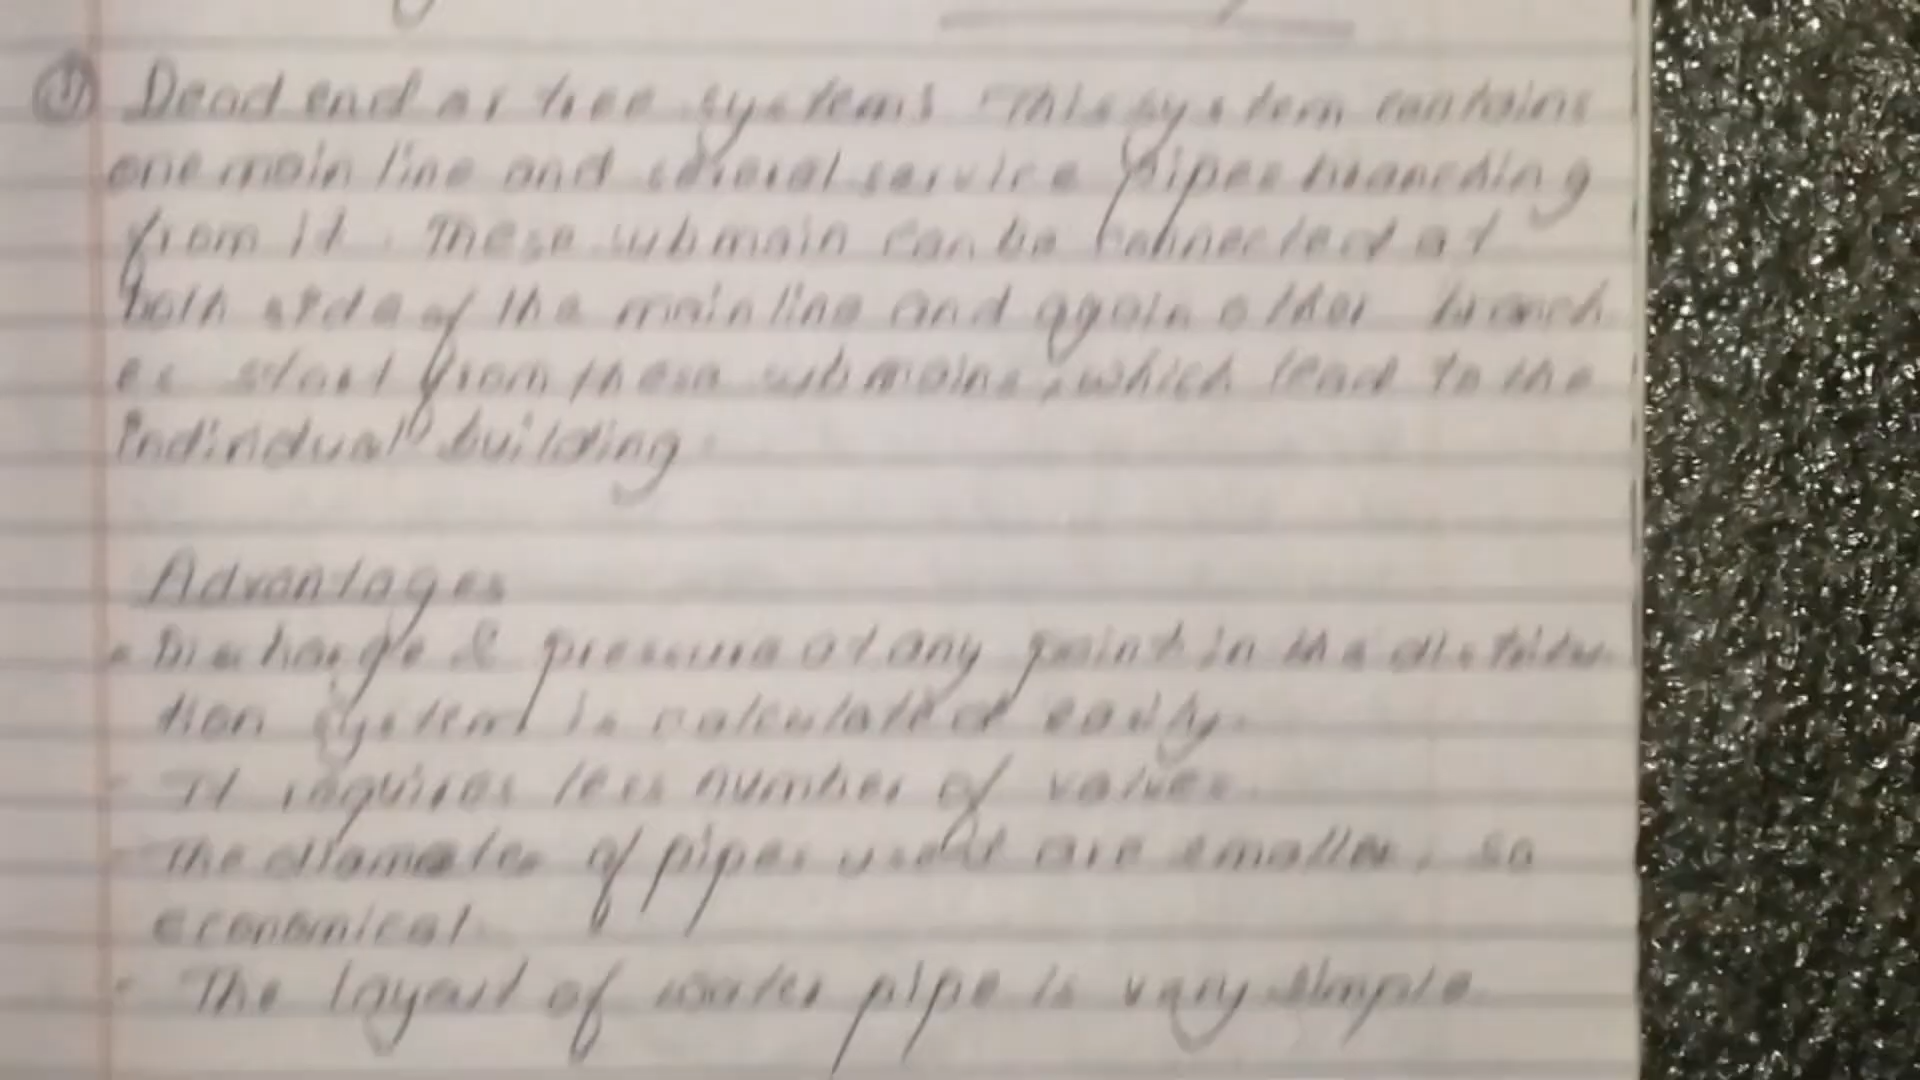 ① Dead end or tree system: This system contains
one main line and several service pipes branching
from it. These submain can be connected at
both side of the main line and again other branch
es start from these submains, which lead to the
individual building.
Advantages
• Discharge & pressure at any point in the distribu
tion system is calculated easily.
- It requires less number of valves.
- The diameter of pipes used are smaller, so
economical.
- The layout of water pipe is very simple